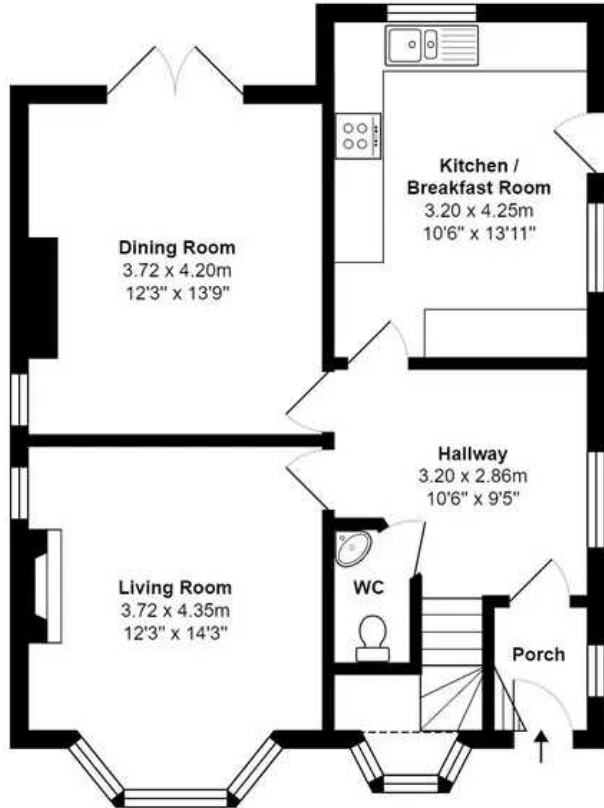 Kitchen /
Breakfast Room
3.20 x 4.25m
10'6" x 13'11"
Dining Room
3.72 x 4.20m
12'3" x 13'9"
Hallway
3.20 x 2.86m
10'6" x 9'5"
Living Room
3.72 x 4.35m
12'3" x 14'3"
WC
Porch